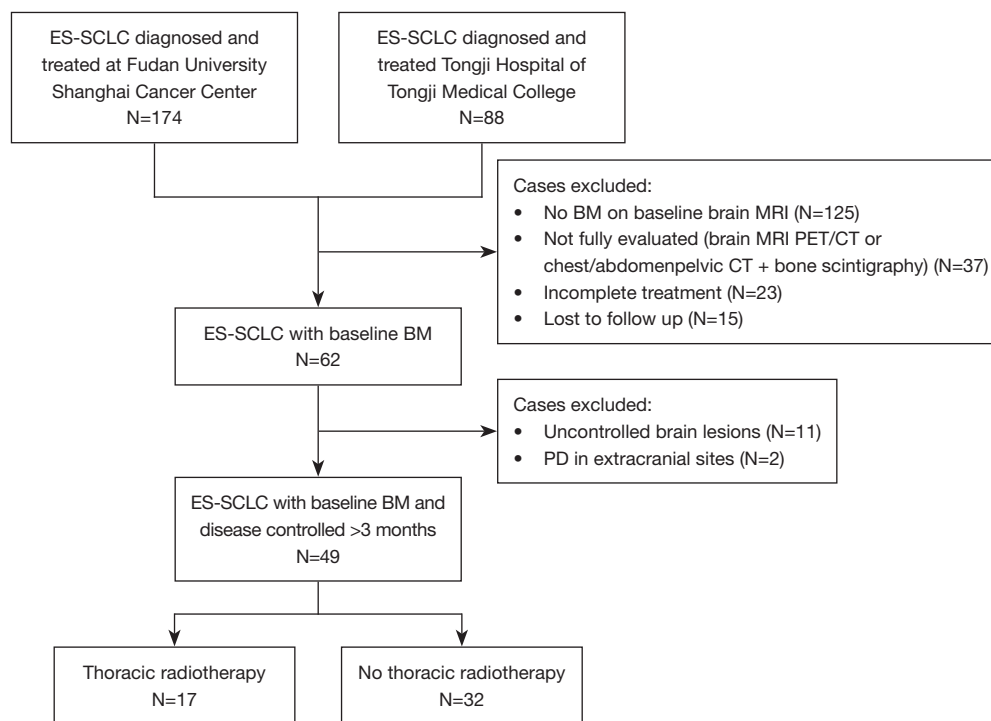 ES-SCLC diagnosed and
treated at Fudan University
Shanghai Cancer Center
N=174
ES-SCLC diagnosed and
treated Tongji Hospital of
Tongji Medical College
N=88
Cases excluded:
• No BM on baseline brain MRI (N=125)
• Not fully evaluated (brain MRI PET/CT or
chest/abdomenpelvic CT + bone scintigraphy) (N=37)
• Incomplete treatment (N=23)
• Lost to follow up (N=15)
ES-SCLC with baseline BM
N=62
Cases excluded:
• Uncontrolled brain lesions (N=11)
• PD in extracranial sites (N=2)
ES-SCLC with baseline BM and
disease controlled >3 months
N=49
Thoracic radiotherapy
N=17
No thoracic radiotherapy
N=32